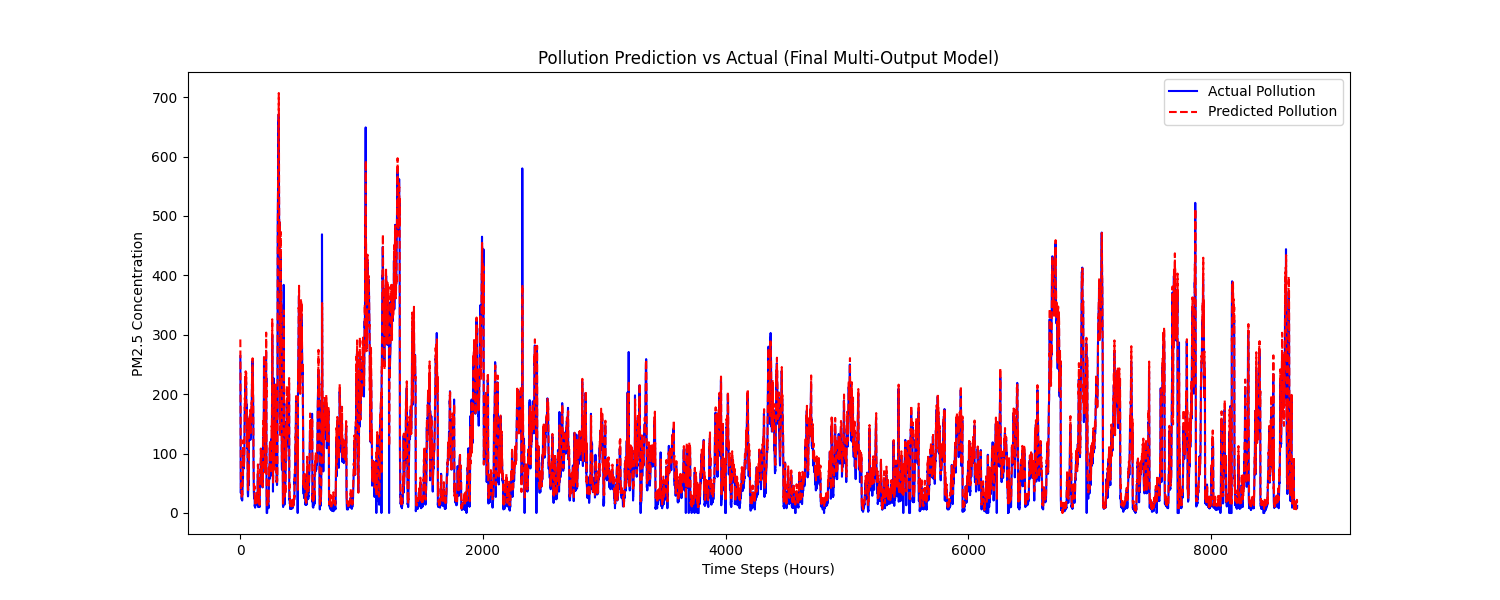 Pollution Prediction vs Actual (Final Multi-Output Model)
Actual Pollution
Predicted Pollution
PM2.5 Concentration
700
600
500
400
300
200
100
0
0 2000 4000 6000 8000
Time Steps (Hours)